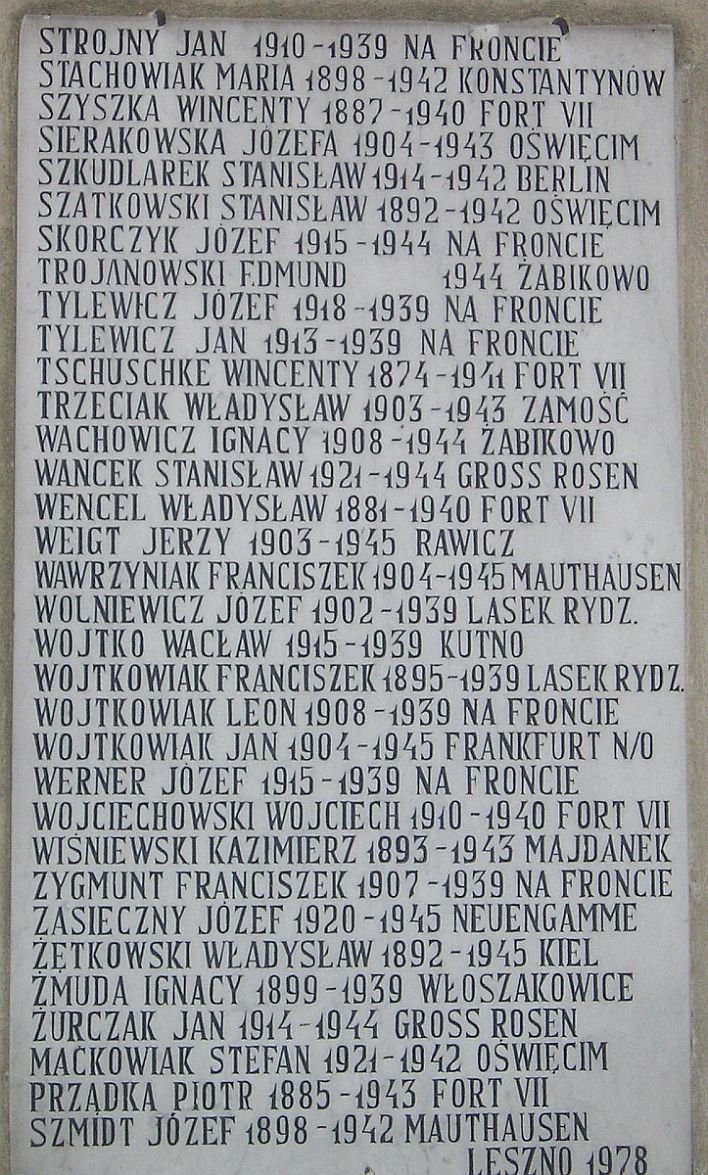 STROJNY JAN 1910-1939 NA FRONCIE
STACHOWIAK MARIA 1898-1942 KONSTANTYNÓW
SZYSZKA WINCENTY 1887-1940 FORT VII
SIERAKOWSKA JÓZEFA 1904-1943 OŚWIĘCIM
SZKUDLAREK STANISŁAW 1914-1942 BERLIN
SZATKOWSKI STANISŁAW 1892-1942 OŚWIĘCIM
SKORCZYK JÓZEF 1915-1944 NA FRONCIE
TROJANOWSKI EDMUND 1944 ŻABIKOWO
TYLEWICZ JÓZEF 1918-1939 NA FRONCIE
TYLEWICZ JAN 1913-1939 NA FRONCIE
TSCHUSCHKE WINCENTY 1874-1941 FORT VII
TRZECIAK WŁADYSŁAW 1903-1943 ZAMOŚĆ
WACHOWICZ IGNACY 1908-1944 ŻABIKOWO
WANCEK STANISŁAW 1921-1944 GROSS ROSEN
WENCEL WŁADYSŁAW 1881-1940 FORT VII
WEIGT JERZY 1903-1945 RAWICZ
WAWRZYNIAK FRANCISZEK 1904-1945 MAUTHAUSEN
WOLNIEWICZ JÓZEF 1902-1939 LASEK RYDZ.
WOJTKO WACŁAW 1915-1939 KUTNO
WOJTKOWIAK FRANCISZEK 1895-1939 LASEK RYDZ.
WOJTKOWIAK LEON 1908-1939 NA FRONCIE
WOJTKOWIAK JAN 1904-1945 FRANKFURT N/O
WERNER JÓZEF 1915-1939 NA FRONCIE
WOJCIECHOWSKI WOJCIECH 1910-1940 FORT VII
WIŚNIEWSKI KAZIMIERZ 1893-1943 MAJDANEK
ZYGMUNT FRANCISZEK 1907-1939 NA FRONCIE
ZASIECZNY JÓZEF 1920-1945 NEUENGAMME
ŻĘTKOWSKI WŁADYSŁAW 1892-1945 KIEL
ŻMUDA IGNACY 1899-1939 WŁOSZAKOWICE
ŻURCZAK JAN 1914-1944 GROSS ROSEN
MAĆKOWIAK STEFAN 1921-1942 OŚWIĘCIM
PRZĄDKA PIOTR 1885-1943 FORT VII
SZMIDT JÓZEF 1898-1942 MAUTHAUSEN
LESZNO 1978